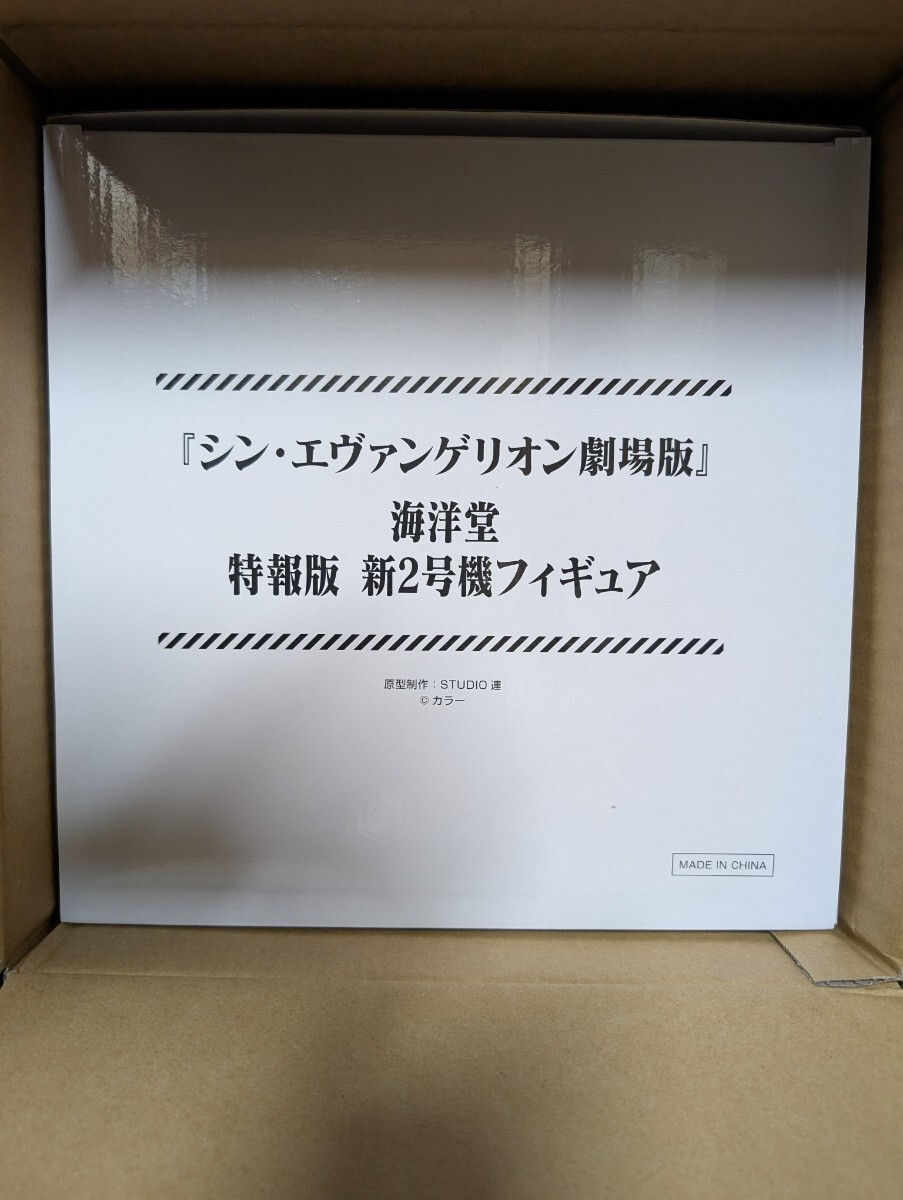 『シン・エヴァンゲリオン劇場版』
海洋堂
特報版 新2号機フィギュア
原型制作：STUDIO 連
© カラー
MADE IN CHINA